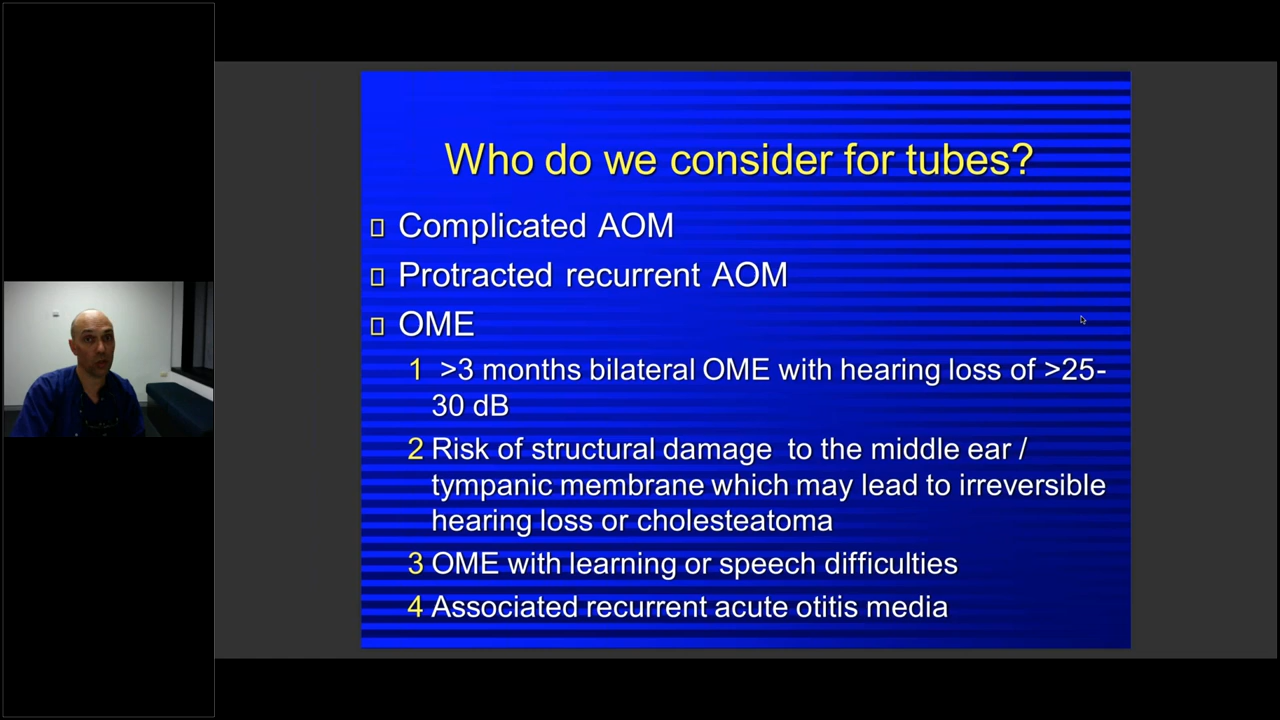 Who do we consider for tubes?
Complicated AOM
Protracted recurrent AOM
OME
1 >3 months bilateral OME with hearing loss of >25-
30 dB
2 Risk of structural damage to the middle ear /
tympanic membrane which may lead to irreversible
hearing loss or cholesteatoma
3 OME with learning or speech difficulties
4 Associated recurrent acute otitis media